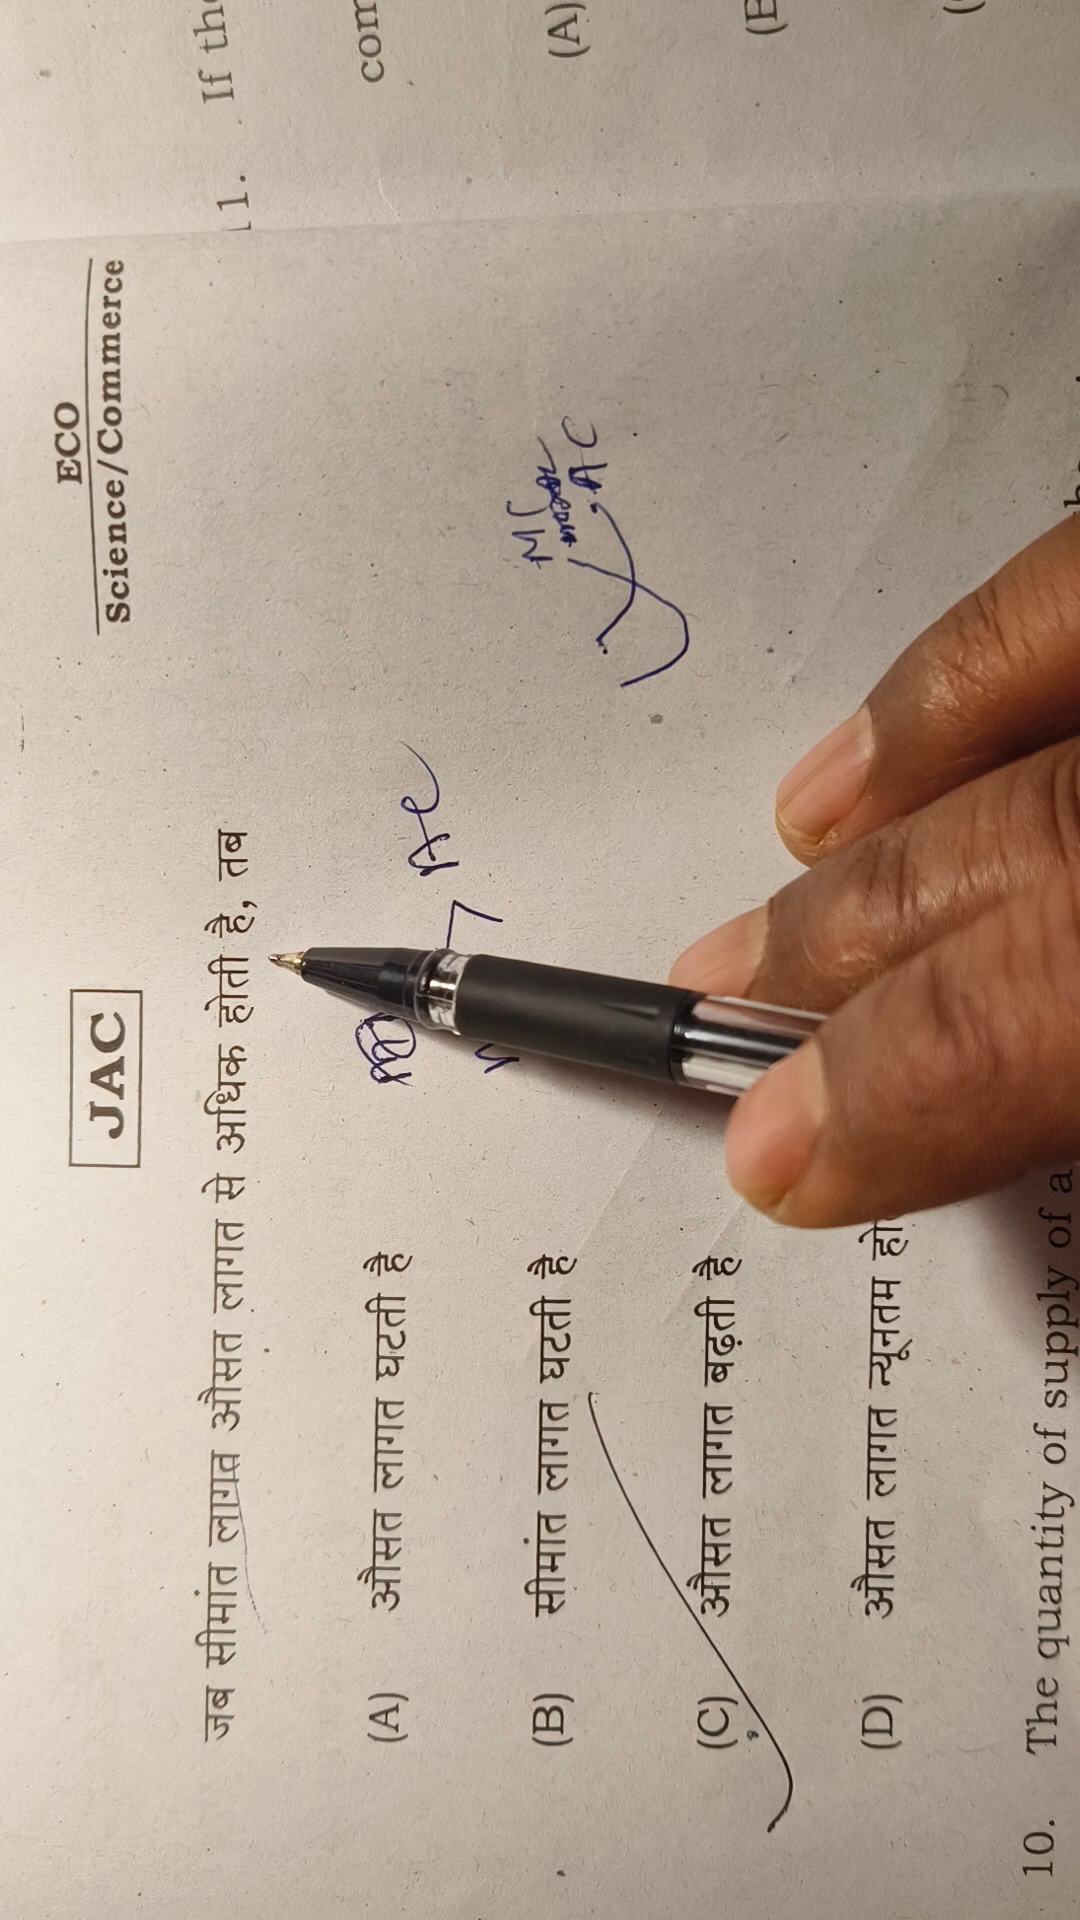 JAC
ECO
Science/Commerce
जब सीमांत लागत औसत लागत से अधिक होती है, तब
(A) औसत लागत घटती है
(B) सीमांत लागत घटती है
(C) औसत लागत बढ़ती है
(D) औसत लागत न्यूनतम
10. The quantity of supply of a
MC
AC
> AC
11. If the
com
(A)